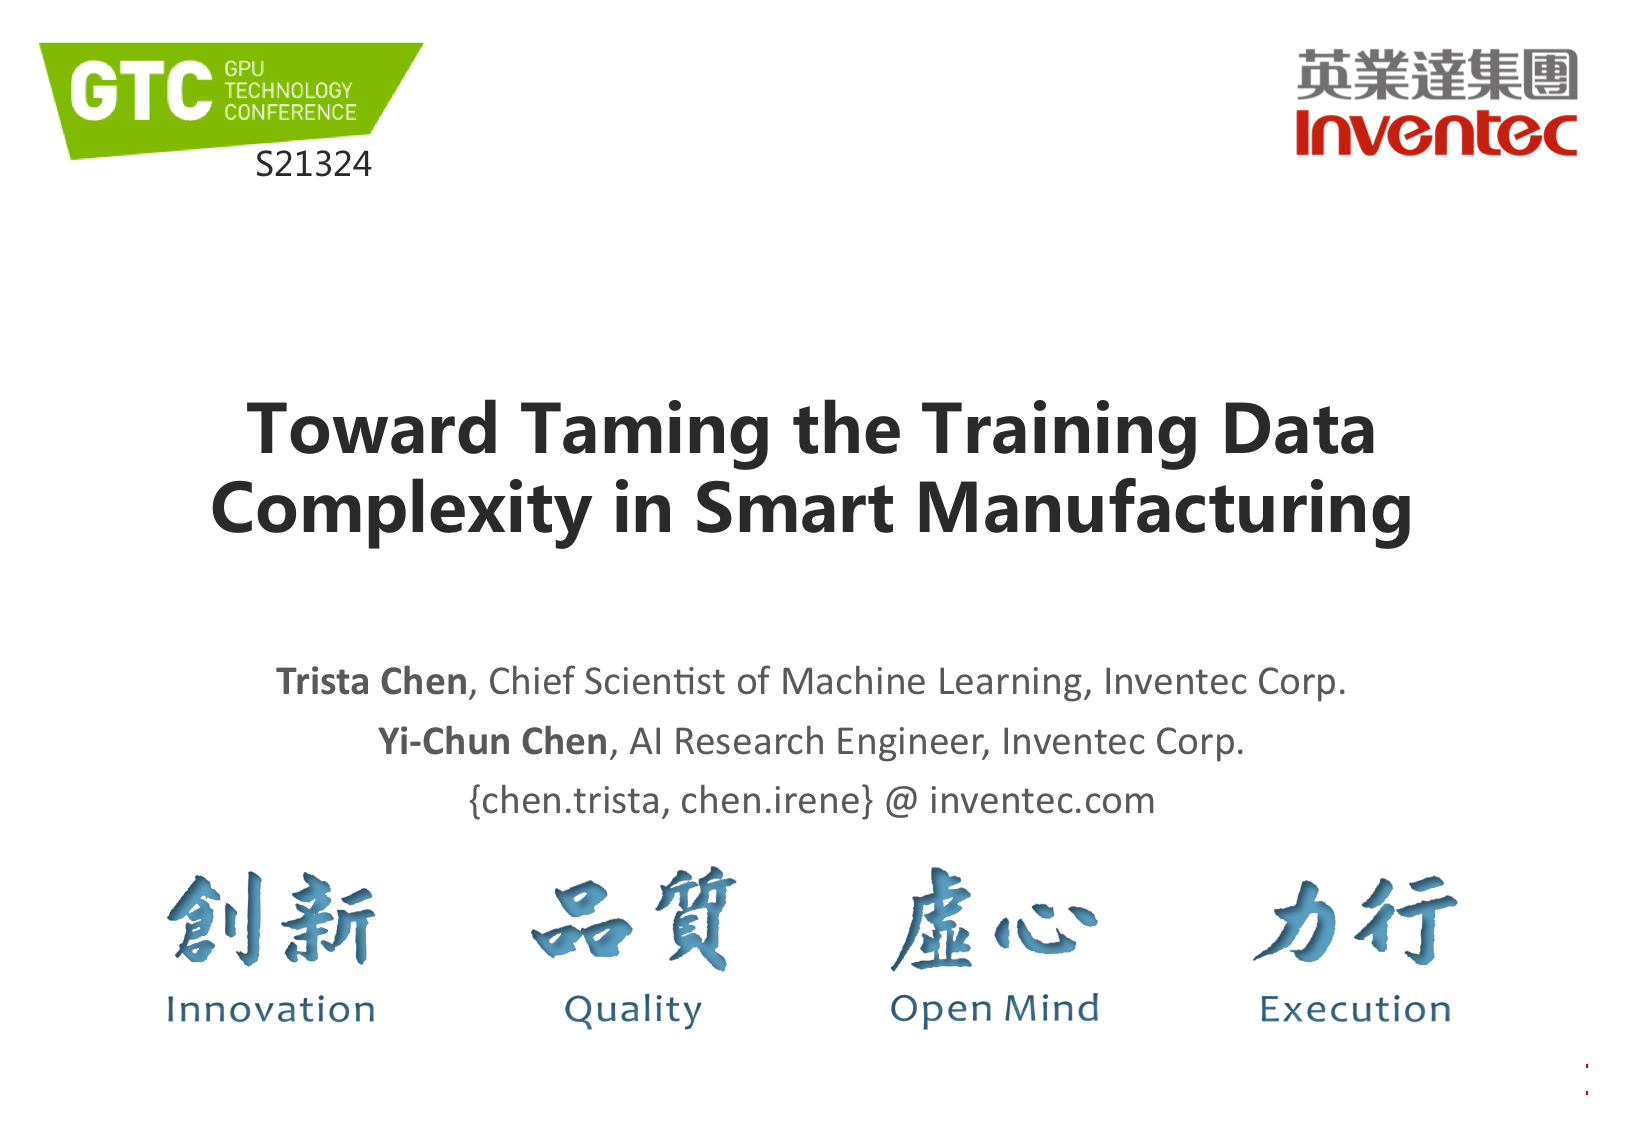 GTC GPU
TECHNOLOGY
CONFERENCE
S21324
英業達集團
Inventec
Toward Taming the Training Data
Complexity in Smart Manufacturing
Trista Chen, Chief Scientist of Machine Learning, Inventec Corp.
Yi-Chun Chen, AI Research Engineer, Inventec Corp.
{chen.trista, chen.irene} @ inventec.com
創新 品質 虛心 力行
Innovation Quality Open Mind Execution